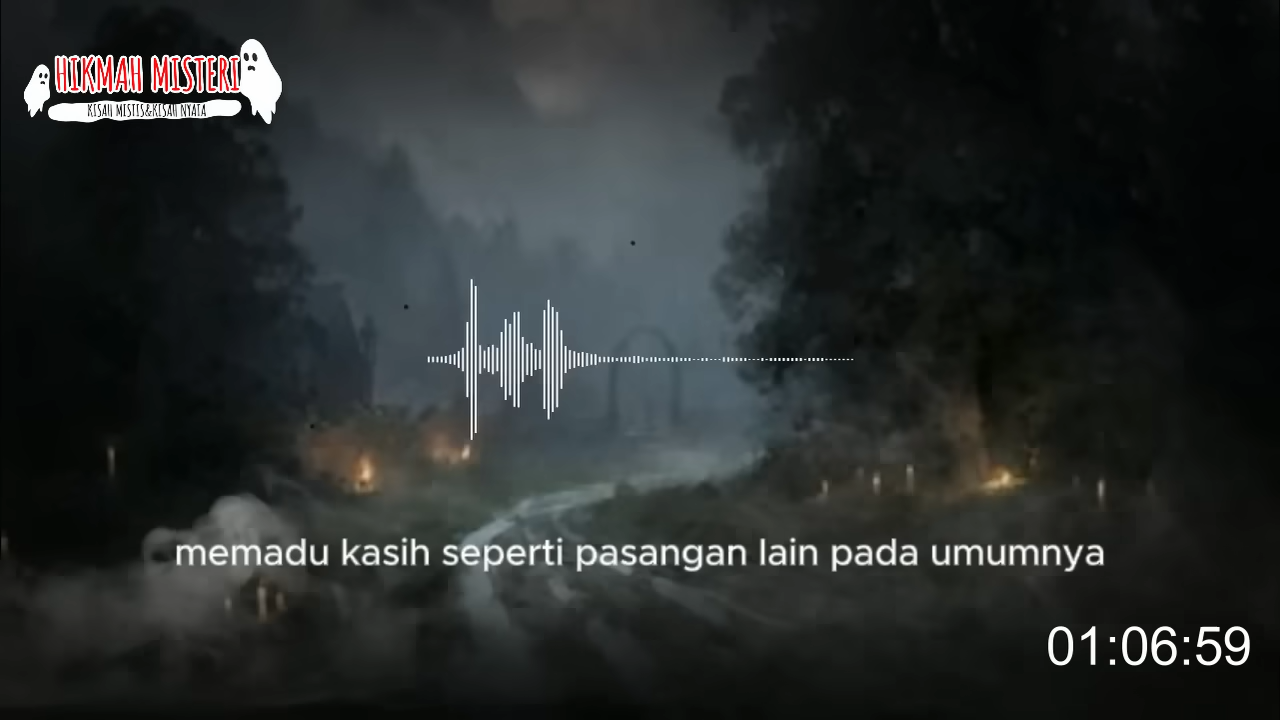 HIKMAH MISTERI
KISAH MISTIS&KISAH NYATA
memadu kasih seperti pasangan lain pada umumnya
01:06:59